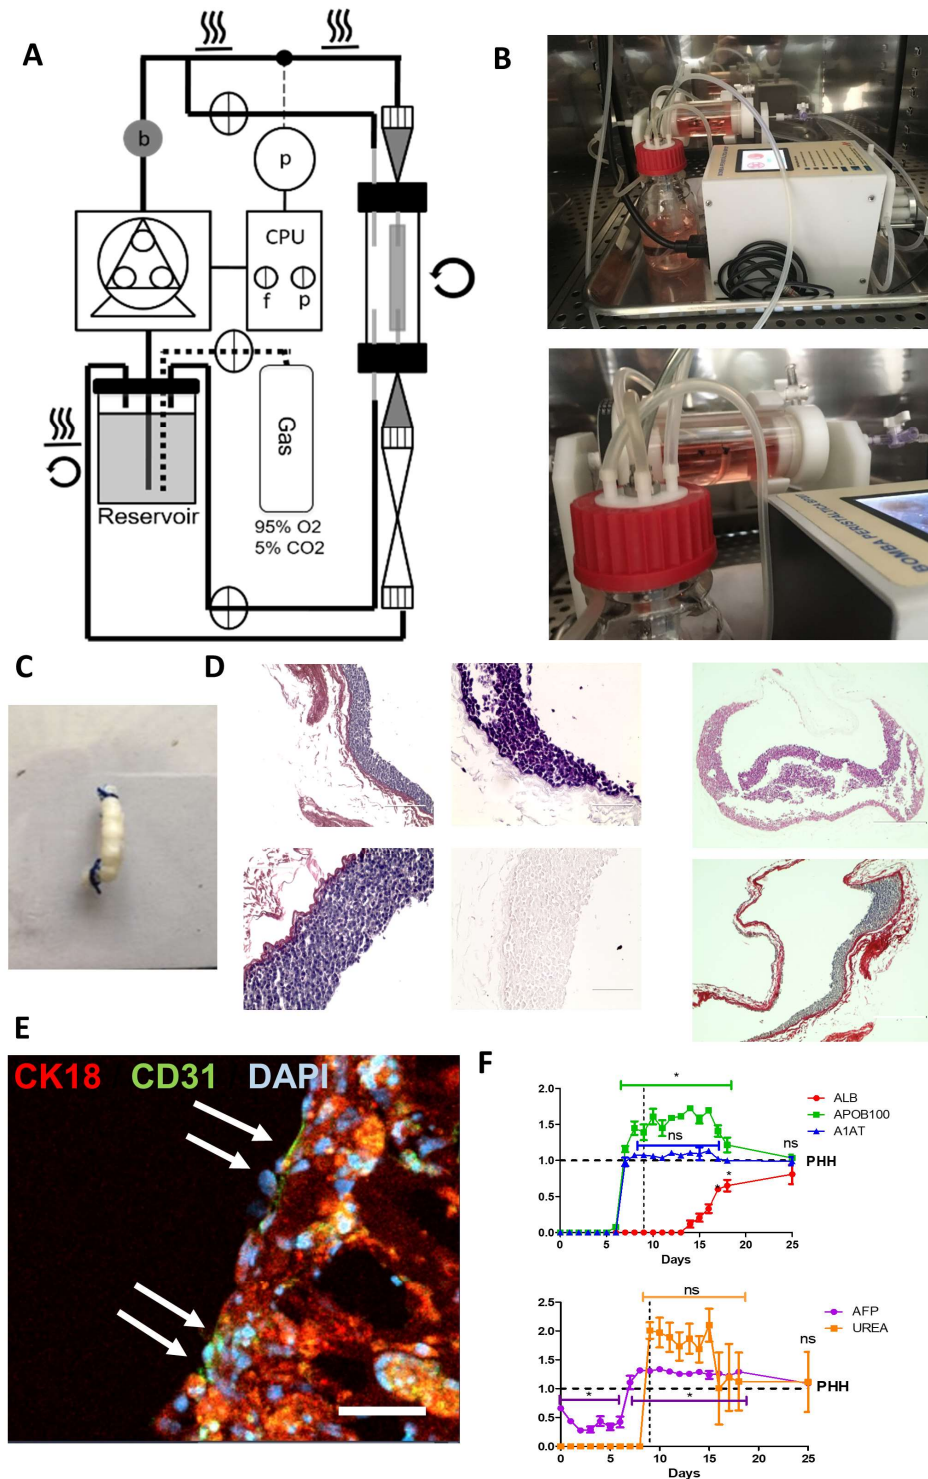 A
b
p
CPU
f p
Gas
Reservoir
95% O2
5% CO2
B
BOMBA PERISTALTICA
C
D
E
CK18 CD31 DAPI
F
*
2.0
1.5
1.0
0.5
0.0
0 5 10 15 20 25
Days
ns
ns
* *
PHH
ALB
APOB100
A1AT
ns
2.5
2.0
1.5
1.0
0.5
0.0
0 5 10 15 20 25
Days
* *
ns
PHH
AFP
UREA